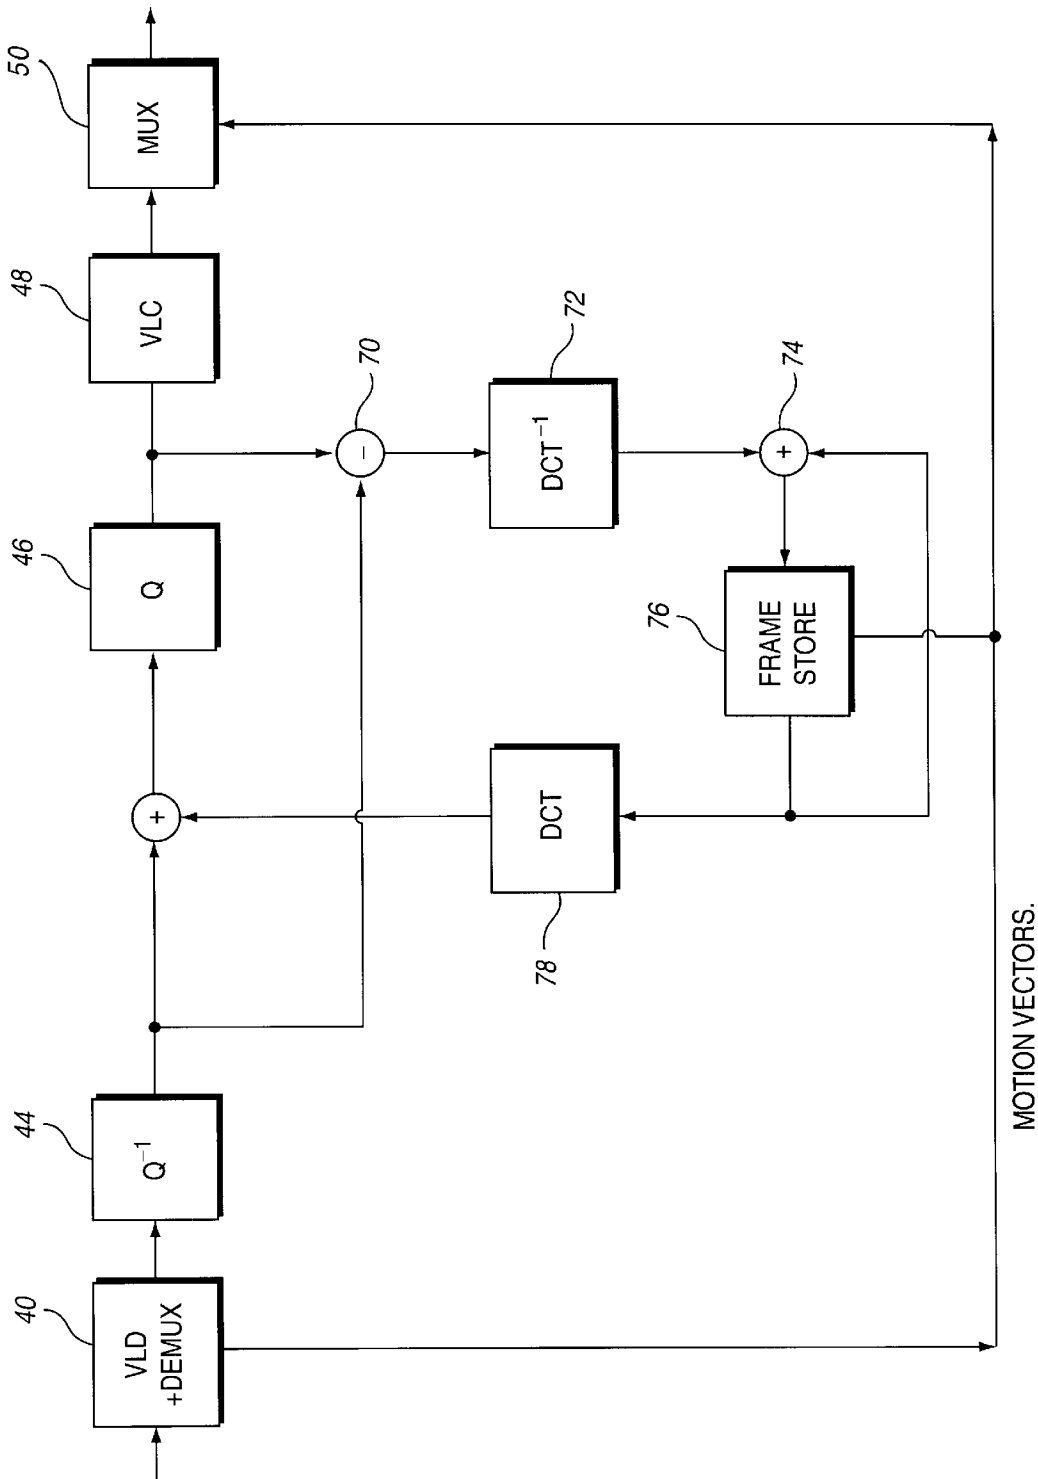 40
VLD
+DEMUX
44
Q⁻¹
+
46
Q
48
VLC
50
MUX
70
−
78
DCT
72
DCT⁻¹
76
FRAME
STORE
74
+
MOTION VECTORS.